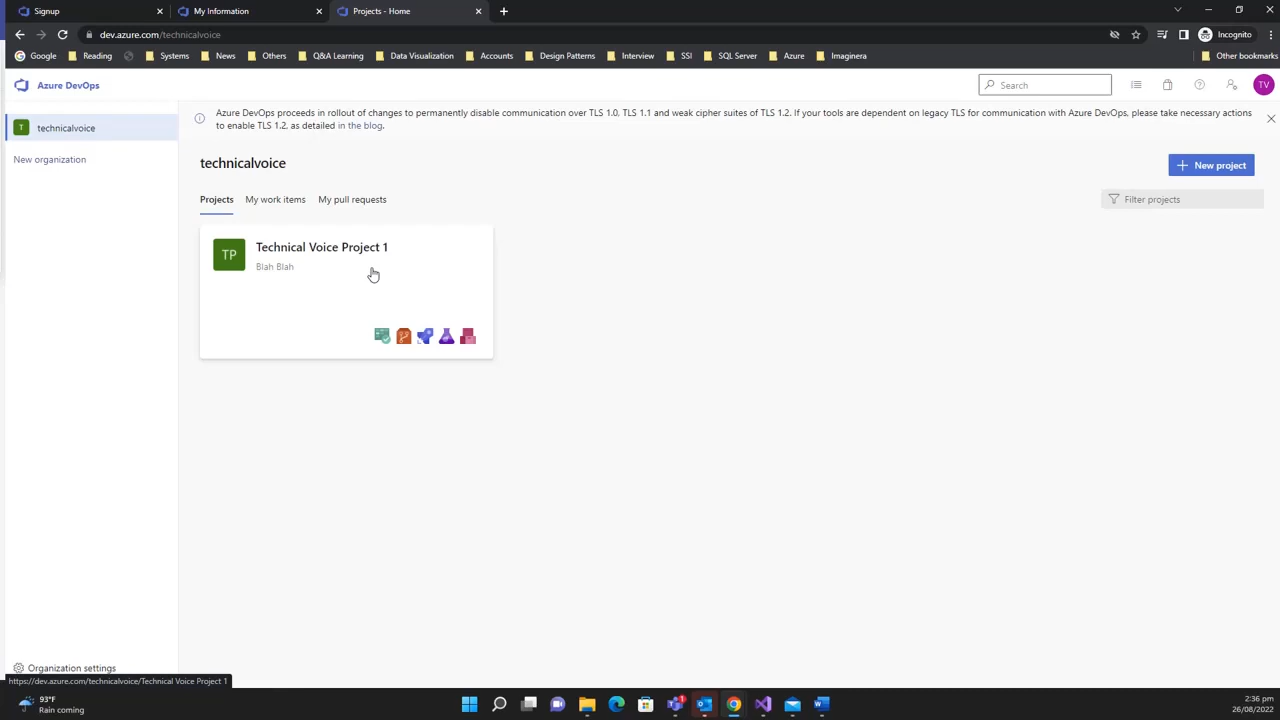 Signup
My Information
Projects - Home
dev.azure.com/technicalvoice
Incognito
Google
Reading
Systems
News
Others
Q&A Learning
Data Visualization
Accounts
Design Patterns
Interview
SSI
SQL Server
Azure
Imaginera
Other bookmarks
Azure DevOps
Search
TV
T
technicalvoice
New organization
Azure DevOps proceeds in rollout of changes to permanently disable communication over TLS 1.0, TLS 1.1 and weak cipher suites of TLS 1.2. If your tools are dependent on legacy TLS for communication with Azure DevOps, please take necessary actions
to enable TLS 1.2, as detailed in the blog.
technicalvoice
New project
Projects
My work items
My pull requests
Filter projects
TP
Technical Voice Project 1
Blah Blah
Organization settings
https://dev.azure.com/technicalvoice/Technical Voice Project 1
93°F
Rain coming
1
2:36 pm
26/08/2022